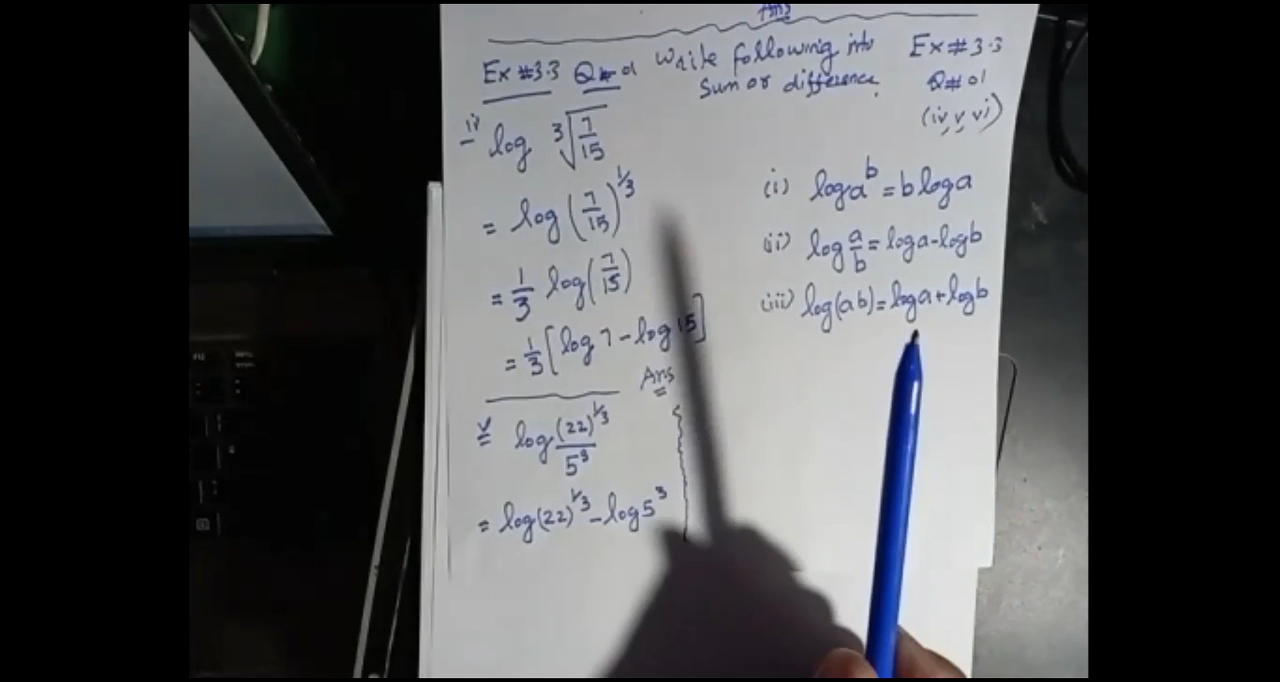 Ans
Ex #3.3 Q#01 Write following into
Sum or difference.
Ex #3.3
Q#01
(iv, v, vi)
iv log ∛(7/15)
= log (7/15)^1/3
= 1/3 log (7/15)
= 1/3 [log 7 - log 15]
Ans
v log (22)^1/3 / 5^3
= log (22)^1/3 - log 5^3
(i) log a^b = b log a
(ii) log a/b = log a - log b
(iii) log(ab) = log a + log b